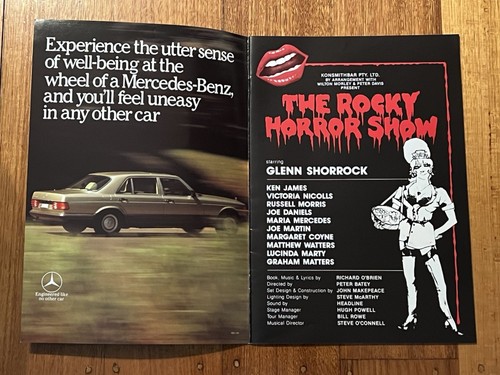 Experience the utter sense
of well-being at the
wheel of a Mercedes-Benz,
and you'll feel uneasy
in any other car
Engineered like
no other car
KONSMITHBAR PTY. LTD.
BY ARRANGEMENT WITH
WILTON MORLEY & PETER DAVIS
PRESENT
THE ROCKY
HORROR SHOW
starring
GLENN SHORROCK
KEN JAMES
VICTORIA NICOLLS
RUSSELL MORRIS
JOE DANIELS
MARIA MERCEDES
JOE MARTIN
MARGARET COYNE
MATTHEW WATTERS
LUCINDA MARTY
GRAHAM MATTERS
Book, Music & Lyrics by RICHARD O'BRIEN
Directed by PETER BATEY
Set Design & Construction by JOHN MAKEPEACE
Lighting Design by STEVE McARTHY
Sound by HEADLINE
Stage Manager HUGH POWELL
Tour Manager BILL ROWE
Musical Director STEVE O'CONNELL